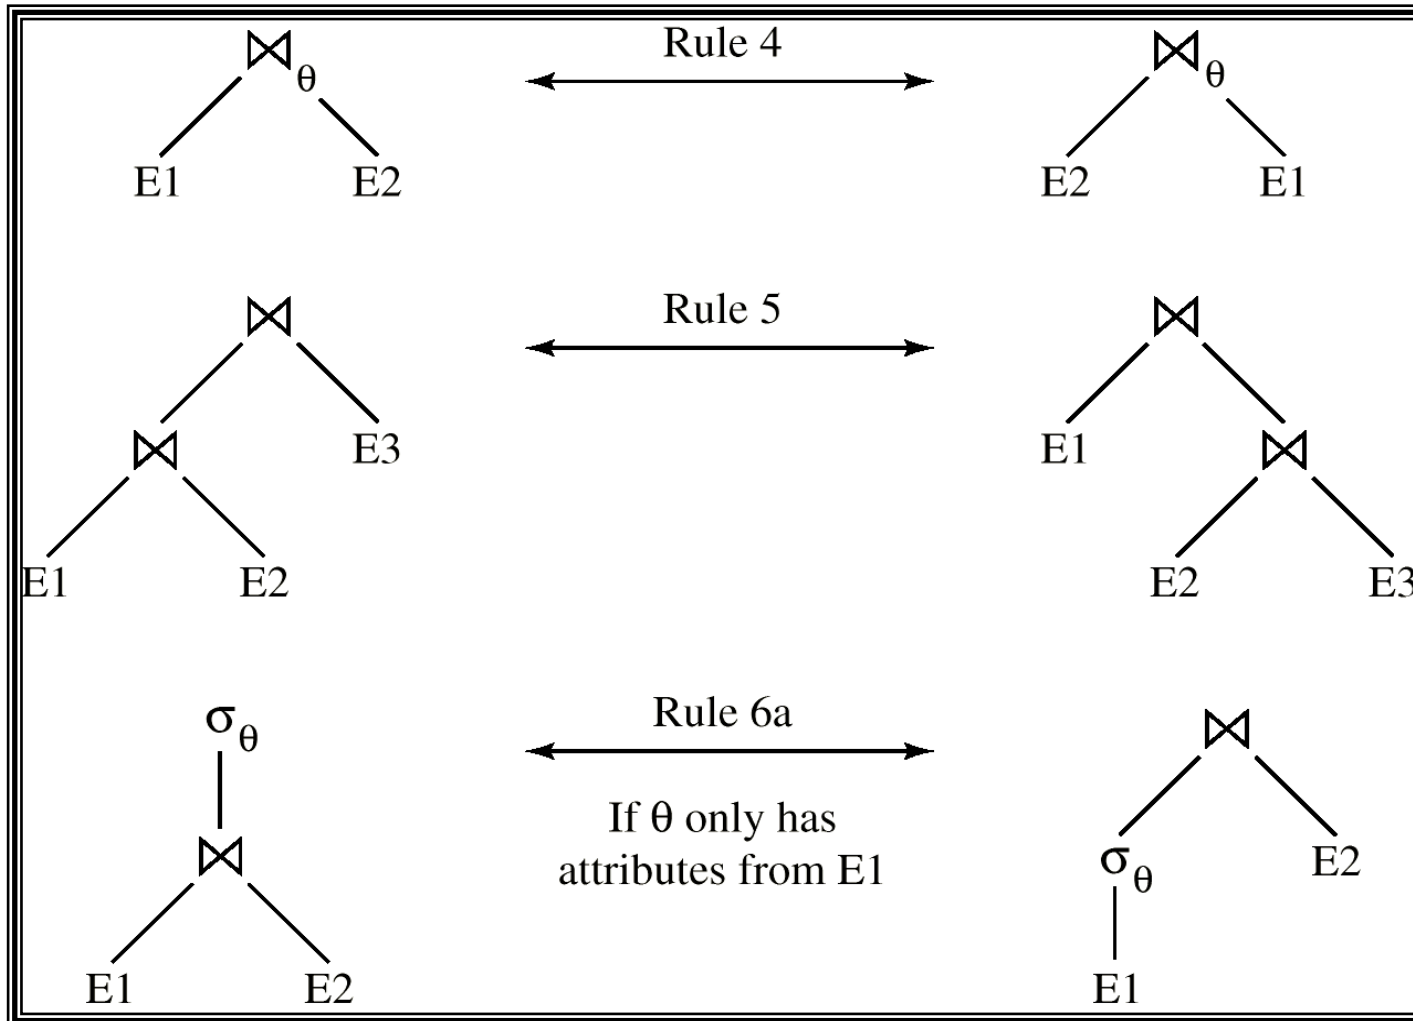 ⋈θ Rule 4 ⋈θ
E1 E2 E2 E1
⋈ Rule 5 ⋈
⋈ E3 E1 ⋈
E1 E2 E2 E3
σθ Rule 6a ⋈
⋈ If θ only has σθ E2
attributes from E1
E1 E2 E1